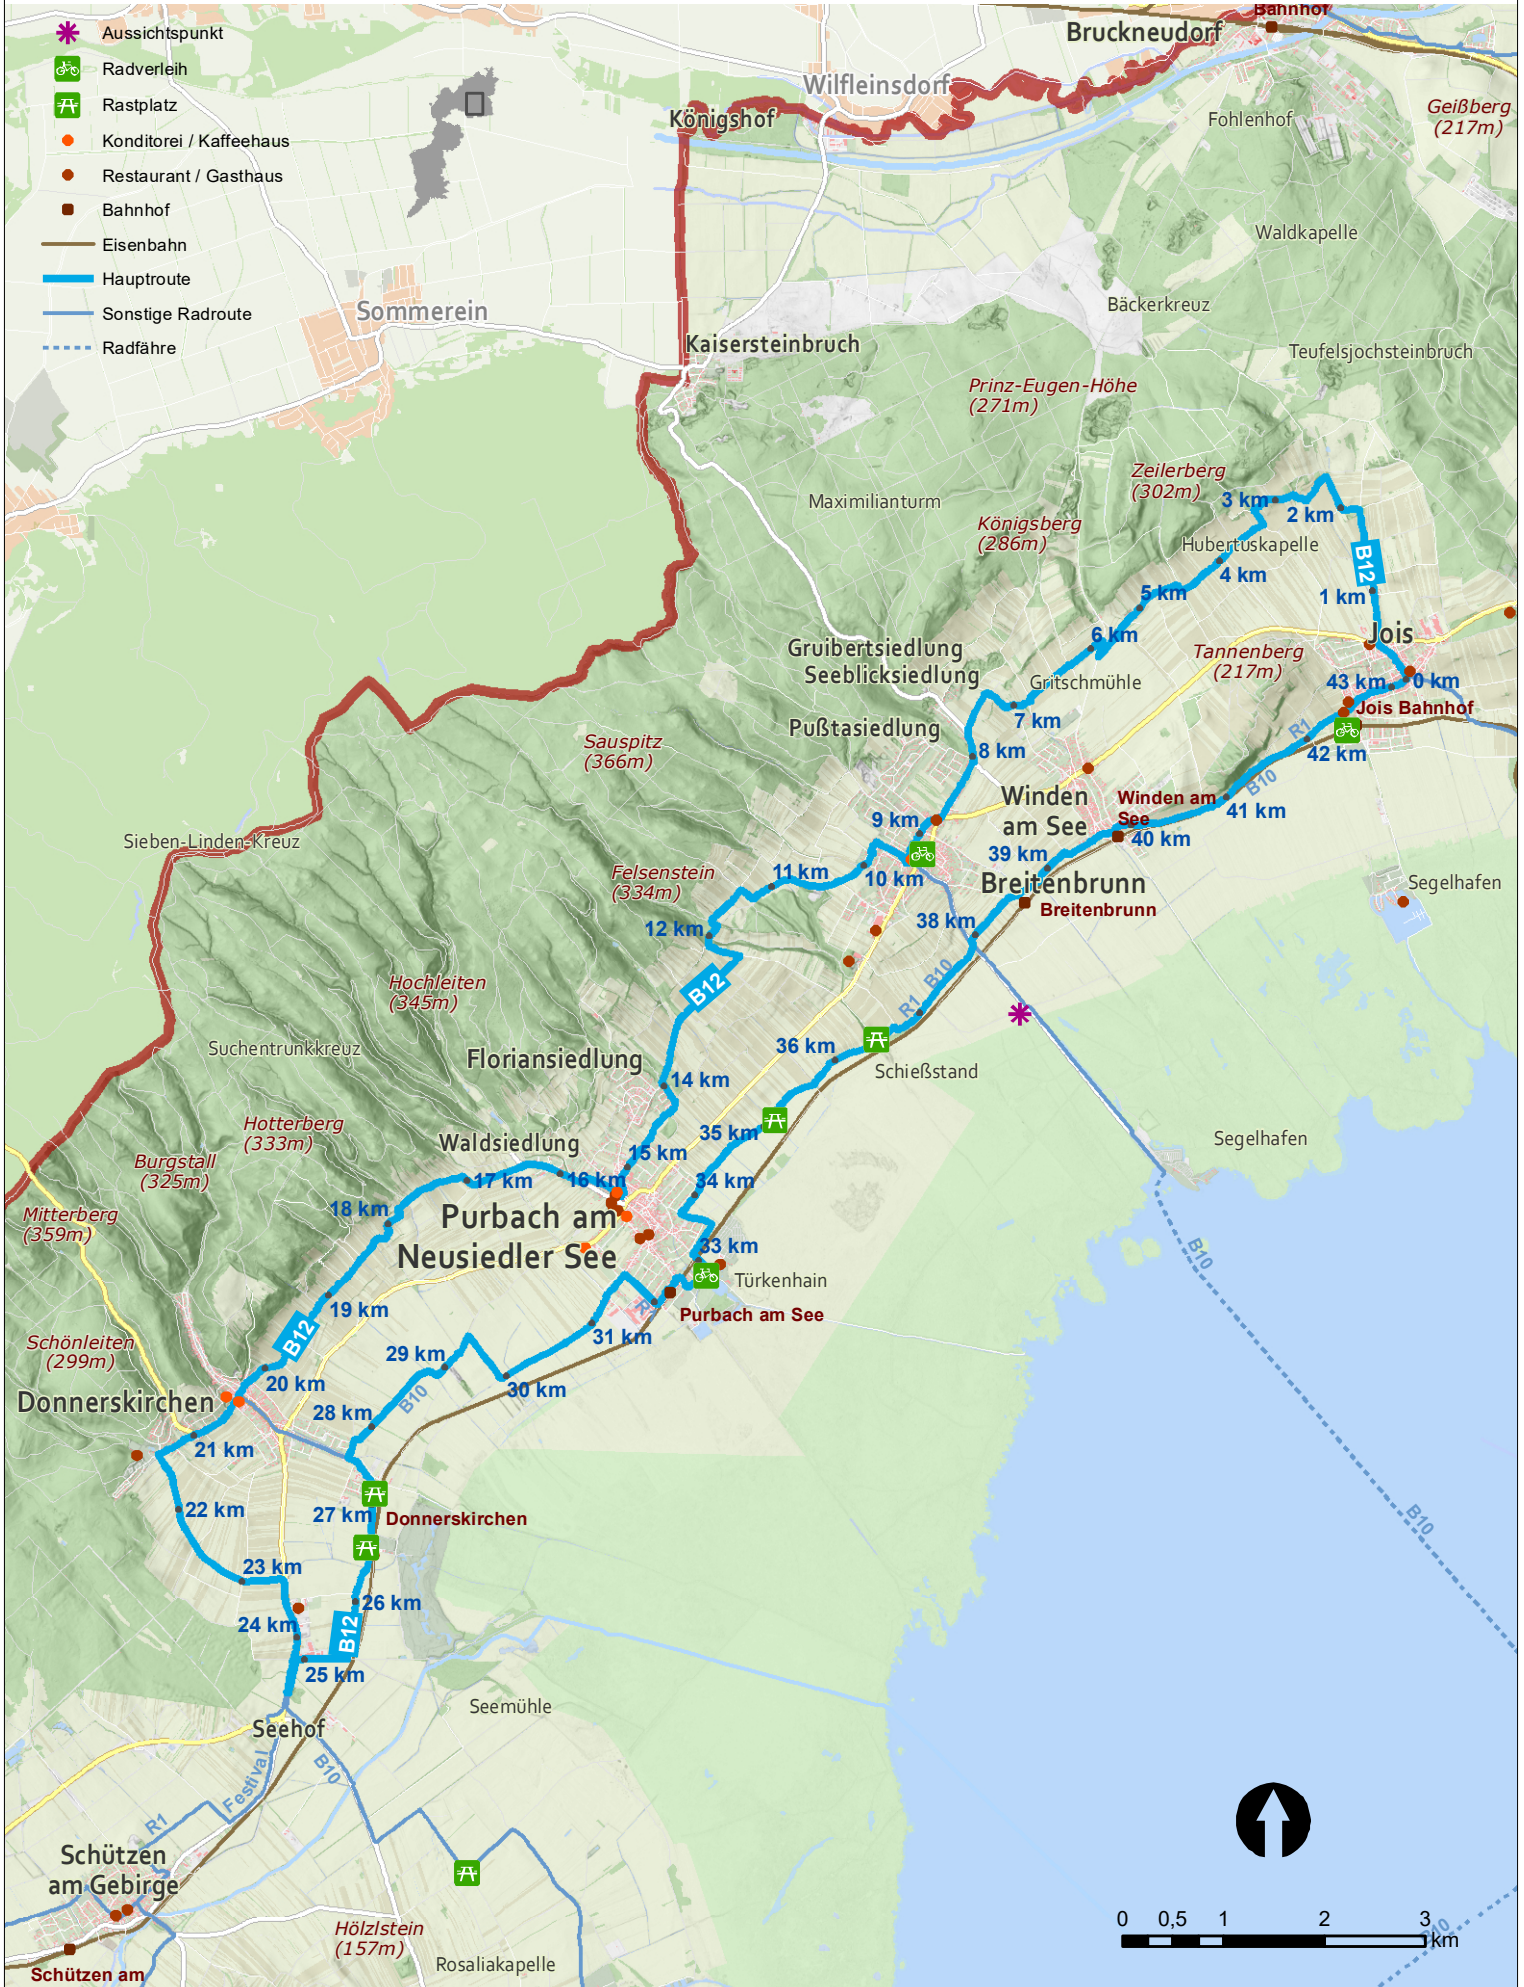 Aussichtspunkt
Radverleih
Rastplatz
Konditorei / Kaffeehaus
Restaurant / Gasthaus
Bahnhof
Eisenbahn
Hauptroute
Sonstige Radroute
Radfähre
Bahnhof
Bruckneudorf
Wilfleinsdorf
Königshof
Geißberg
(217m)
Fohlenhof
Waldkapelle
Bäckerkreuz
Sommerein
Kaisersteinbruch
Teufelsjochsteinbruch
Prinz-Eugen-Höhe
(271m)
Zeilerberg
(302m)
Maximilianturm
3 km
2 km
Königsberg
(286m)
Hubertuskapelle
B12
4 km
5 km
1 km
6 km
Jois
Gruibertsiedlung
Seeblicksiedlung
Tannenberg
(217m)
Gritschmühle
43 km
0 km
Jois Bahnhof
7 km
Pußtasiedlung
R1
Sauspitz
(366m)
8 km
42 km
B10
Winden
am See
Winden am
See
41 km
9 km
40 km
Sieben-Linden-Kreuz
39 km
Felsenstein
(334m)
11 km
10 km
Breitenbrunn
Segelhafen
Breitenbrunn
12 km
38 km
Hochleiten
(345m)
B12
R1
B10
Suchentrunkkreuz
Floriansiedlung
36 km
Schießstand
14 km
Hotterberg
(333m)
Waldsiedlung
35 km
Segelhafen
Burgstall
(325m)
15 km
17 km
16 km
34 km
Mitterberg
(359m)
18 km
Purbach am
Neusiedler See
33 km
B10
Türkenhain
19 km
R1
Purbach am See
31 km
Schönleiten
(299m)
B12
29 km
20 km
30 km
Donnerskirchen
B10
28 km
21 km
22 km
27 km
Donnerskirchen
B10
23 km
26 km
24 km
B12
25 km
Seemühle
Seehof
B10
Festival
R1
Schützen
am Gebirge
Hölzlstein
(157m)
0 0,5 1 2 3
km
B10
Rosaliakapelle
Schützen am